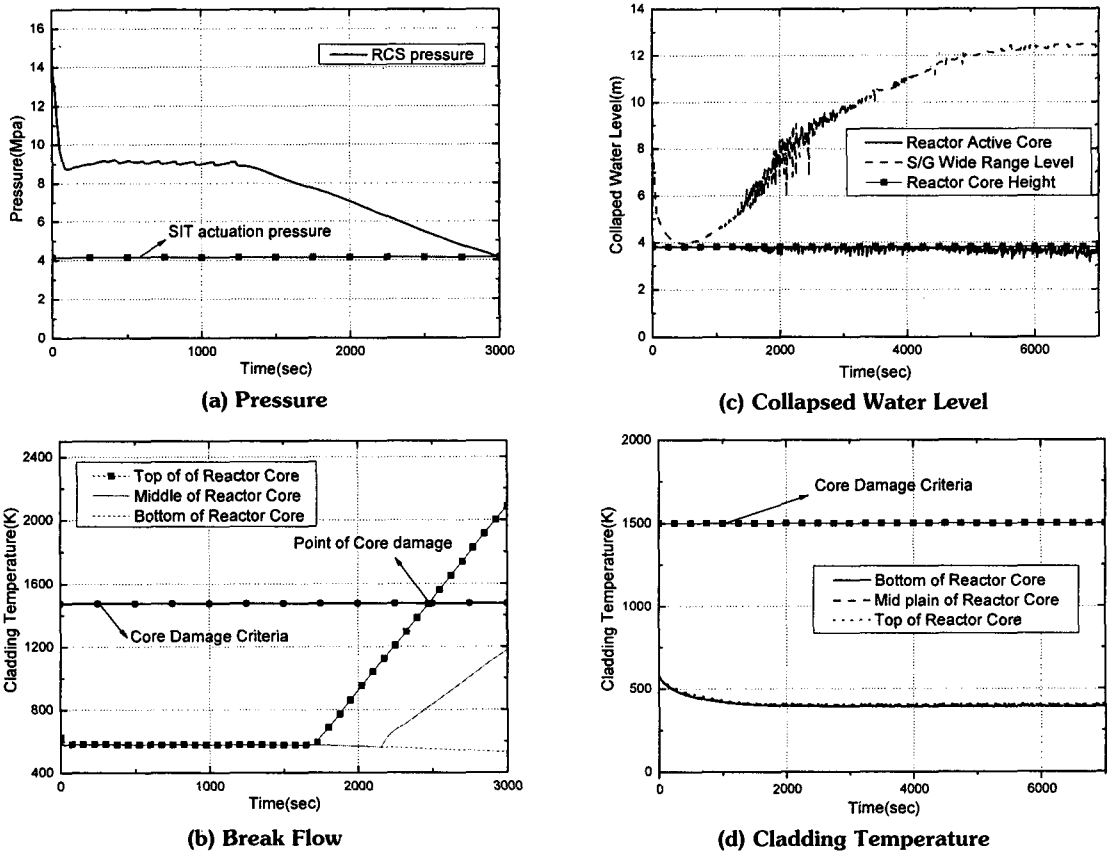 16
14
12
10
8
6
4
2
0
Pressure(Mpa)
RCS pressure
SIT actuation pressure
0
1000
2000
3000
Time(sec)
(a) Pressure
14
12
10
8
6
4
2
0
Collaped Water Level(m)
Reactor Active Core
S/G Wide Range Level
Reactor Core Height
0
2000
4000
6000
Time(sec)
(c) Collapsed Water Level
2400
2000
1600
1200
800
400
Cladding Temperature(K)
Top of of Reactor Core
Middle of Reactor Core
Bottom of Reactor Core
Point of Core damage
Core Damage Criteria
0
1000
2000
3000
Time(sec)
(b) Break Flow
2000
1500
1000
500
0
Cladding Temperature(K)
Core Damage Criteria
Bottom of Reactor Core
Mid plain of Reactor Core
Top of Reactor Core
0
2000
4000
6000
Time(sec)
(d) Cladding Temperature